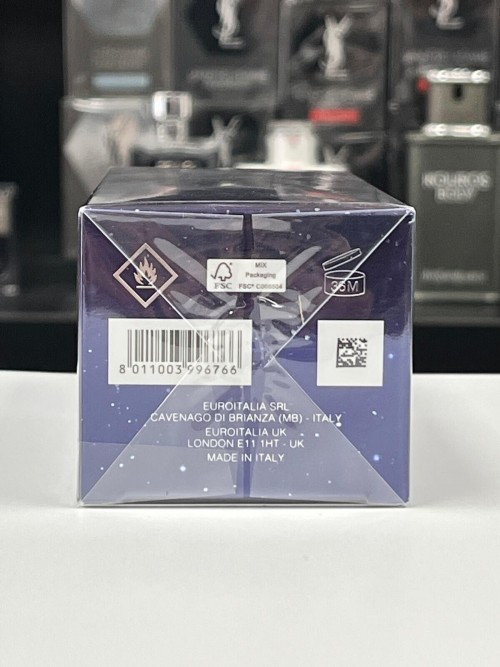 KOUROS
BODY
MIX
Packaging
FSC
FSC® C068504
36M
8 011003 996766
EUROITALIA SRL
CAVENAGO DI BRIANZA (MB) - ITALY
EUROITALIA UK
LONDON E11 1HT - UK
MADE IN ITALY